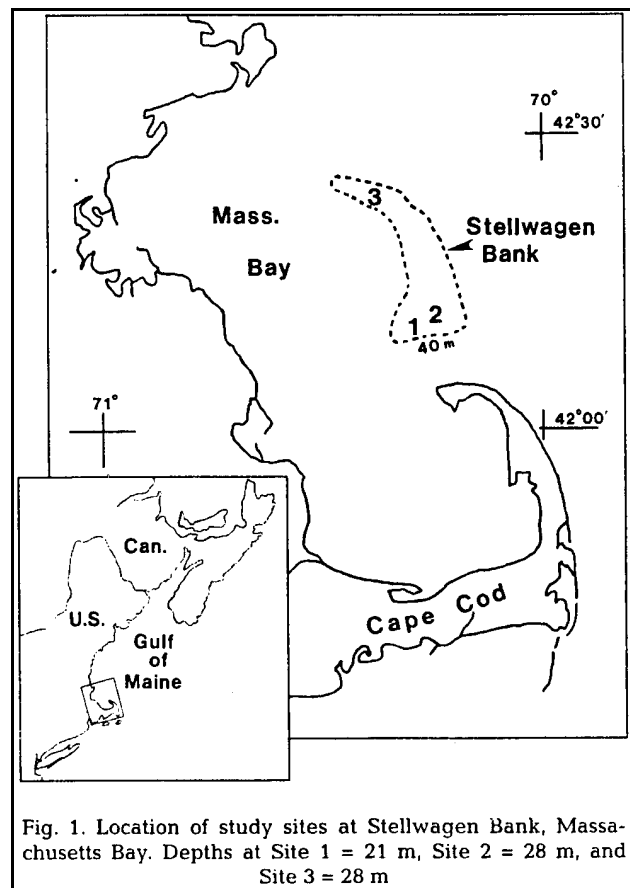 70°
42°30'
Mass.
Bay
3
Stellwagen
Bank
1 2
40 m
71°
42°00'
Can.
U.S.
Gulf
of
Maine
Cape Cod
Fig. 1. Location of study sites at Stellwagen Bank, Massa-
chusetts Bay. Depths at Site 1 = 21 m, Site 2 = 28 m, and
Site 3 = 28 m